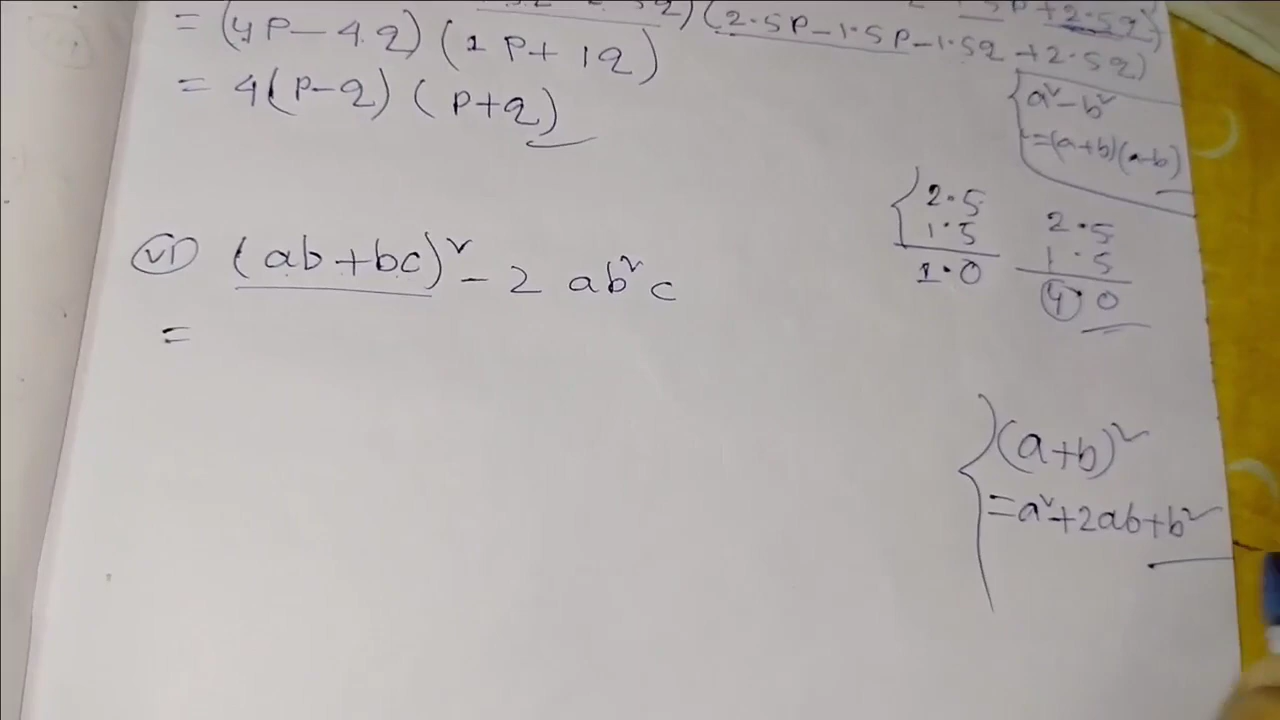 = (4P - 4q) (1P + 1q) (2.5P - 1.5P - 1.5q + 2.5q)
= 4(P-q) (P+q)
a² - b²
= (a+b)(a-b)
2.5
1.5
1.0
2.5
1.5
4.0
vi) (ab+bc)² - 2 ab²c
=
(a+b)²
= a²+2ab+b²